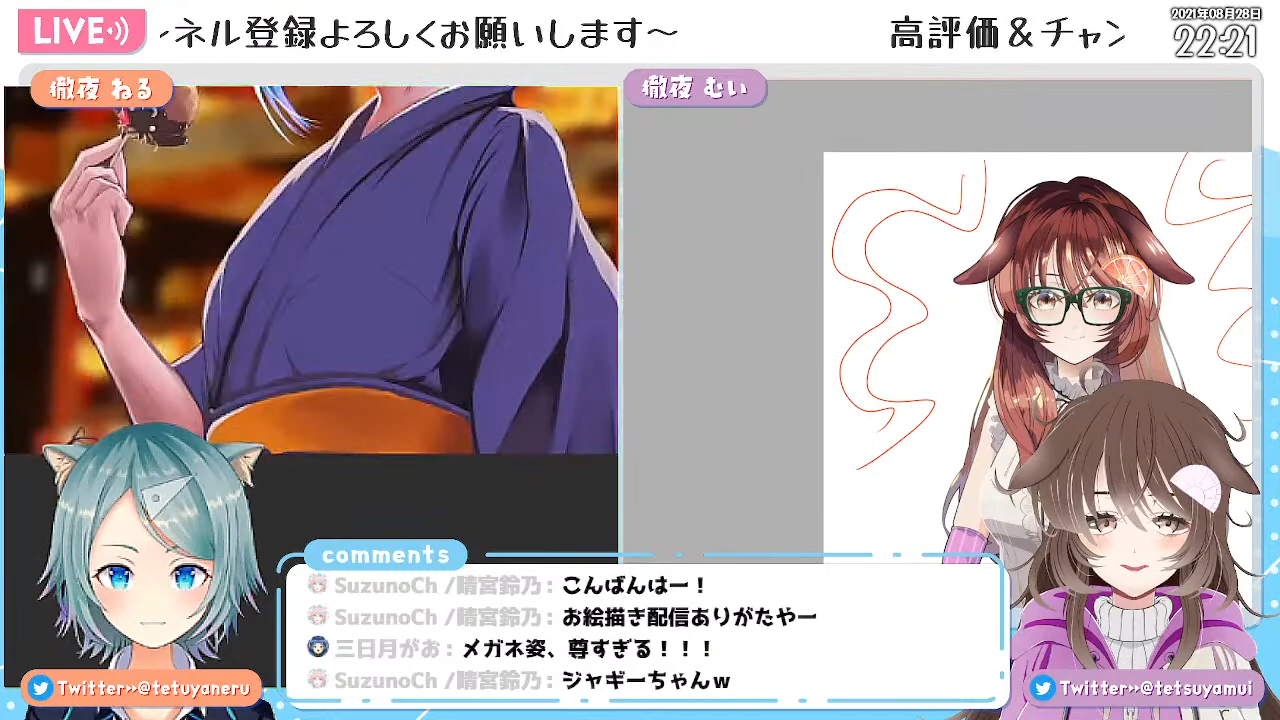 LIVE
ネル登録よろしくお願いします〜
高評価＆チャン
2021年08月28日
22:21
徹夜 ねる
徹夜 むい
comments
SuzunoCh /晴宮鈴乃 : こんばんはー！
SuzunoCh /晴宮鈴乃 : お絵描き配信ありがたやー
三日月がお : メガネ姿、尊すぎる！！！
SuzunoCh /晴宮鈴乃 : ジャギーちゃんw
Twitter▸▸@tetuyaneru
Twitter▸▸@tetsuyamui